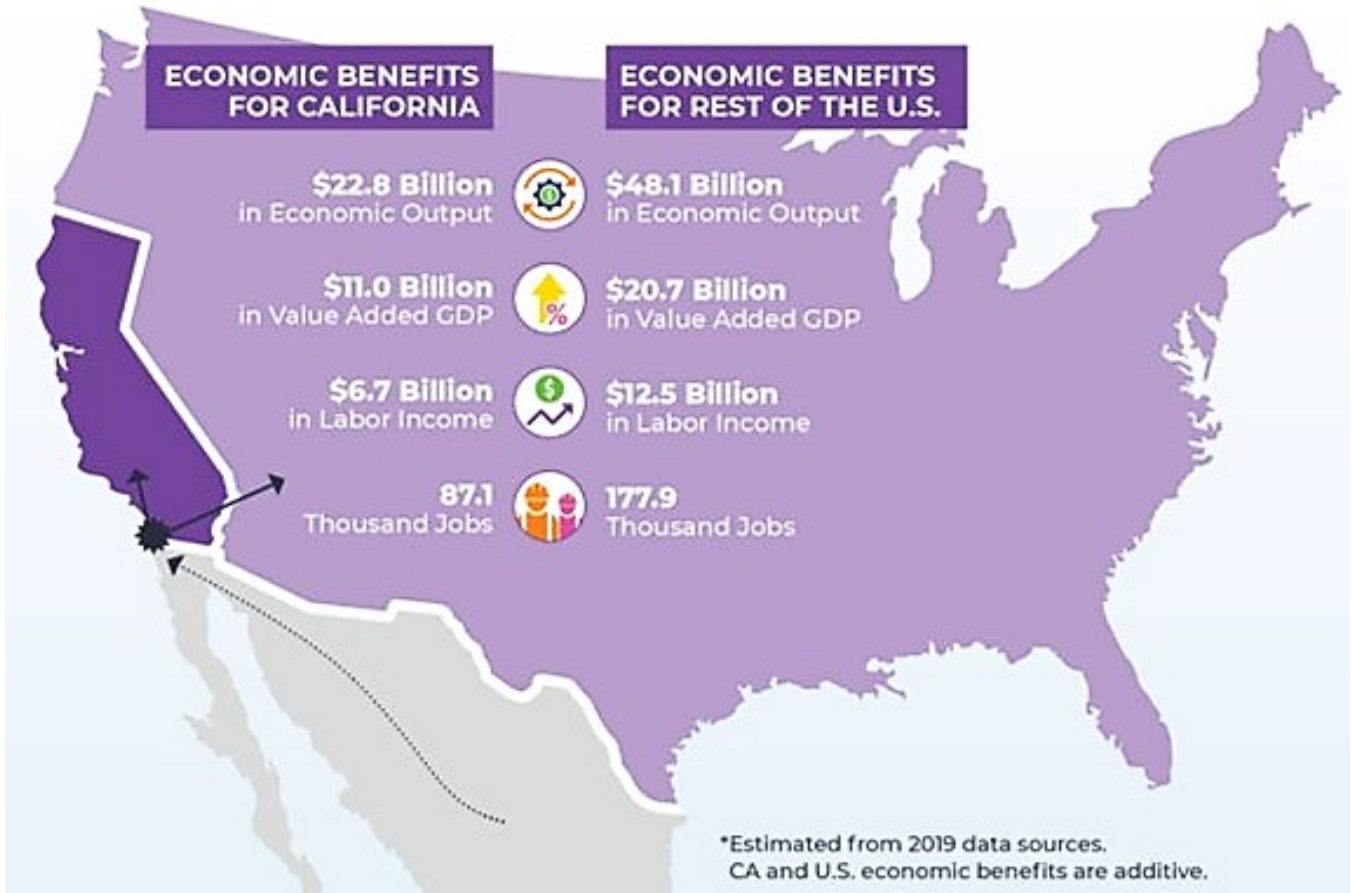 ECONOMIC BENEFITS
FOR CALIFORNIA
$22.8 Billion
in Economic Output
$11.0 Billion
in Value Added GDP
$6.7 Billion
in Labor Income
87.1
Thousand Jobs
ECONOMIC BENEFITS
FOR REST OF THE U.S.
$48.1 Billion
in Economic Output
$20.7 Billion
in Value Added GDP
$12.5 Billion
in Labor Income
177.9
Thousand Jobs
$
%
$
*Estimated from 2019 data sources.
CA and U.S. economic benefits are additive.